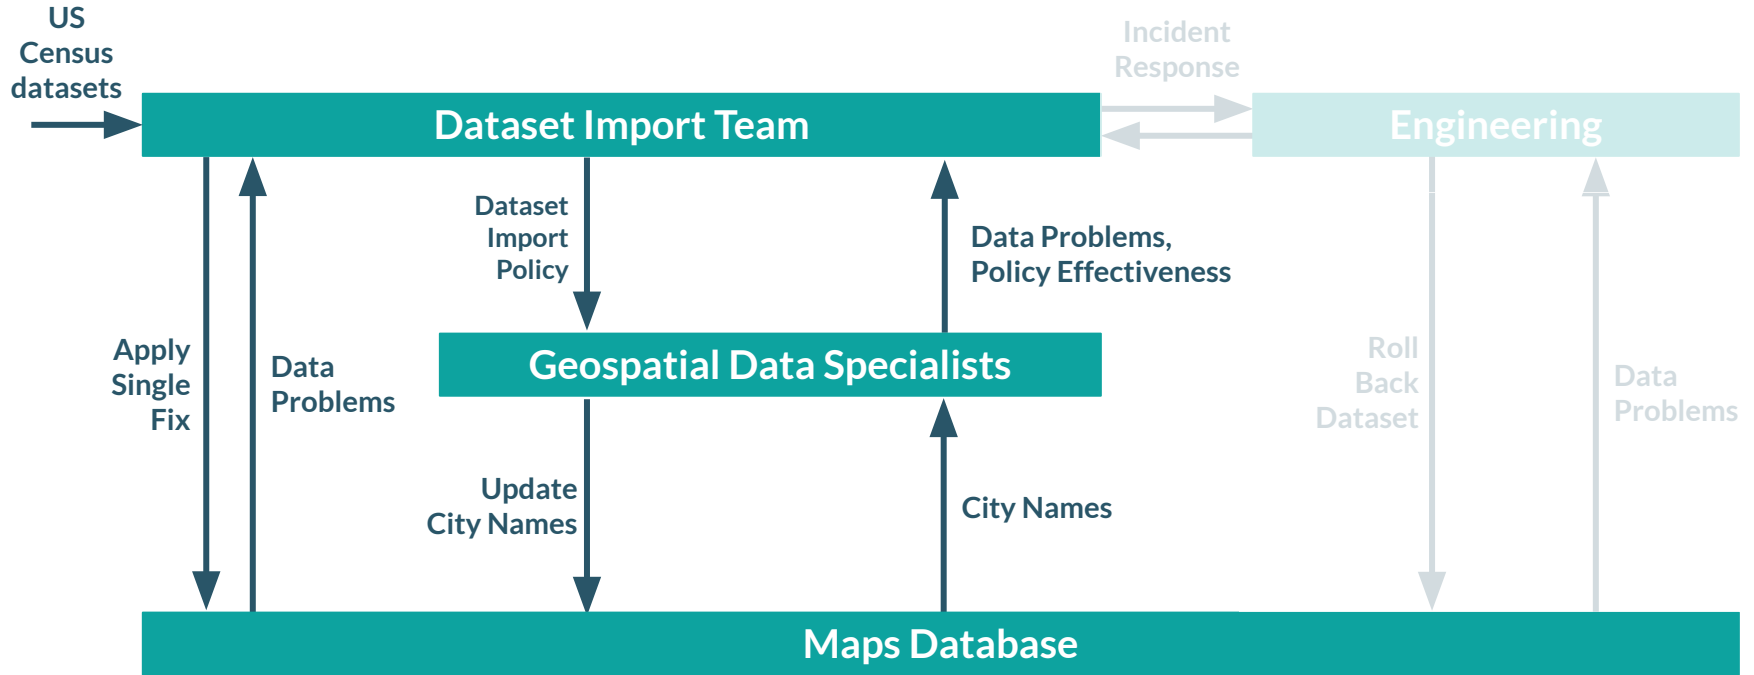 US
Census
datasets
Incident
Response
Dataset Import Team
Engineering
Dataset
Import
Policy
Data Problems,
Policy Effectiveness
Apply
Single
Fix
Data
Problems
Geospatial Data Specialists
Roll
Back
Dataset
Data
Problems
Update
City Names
City Names
Maps Database